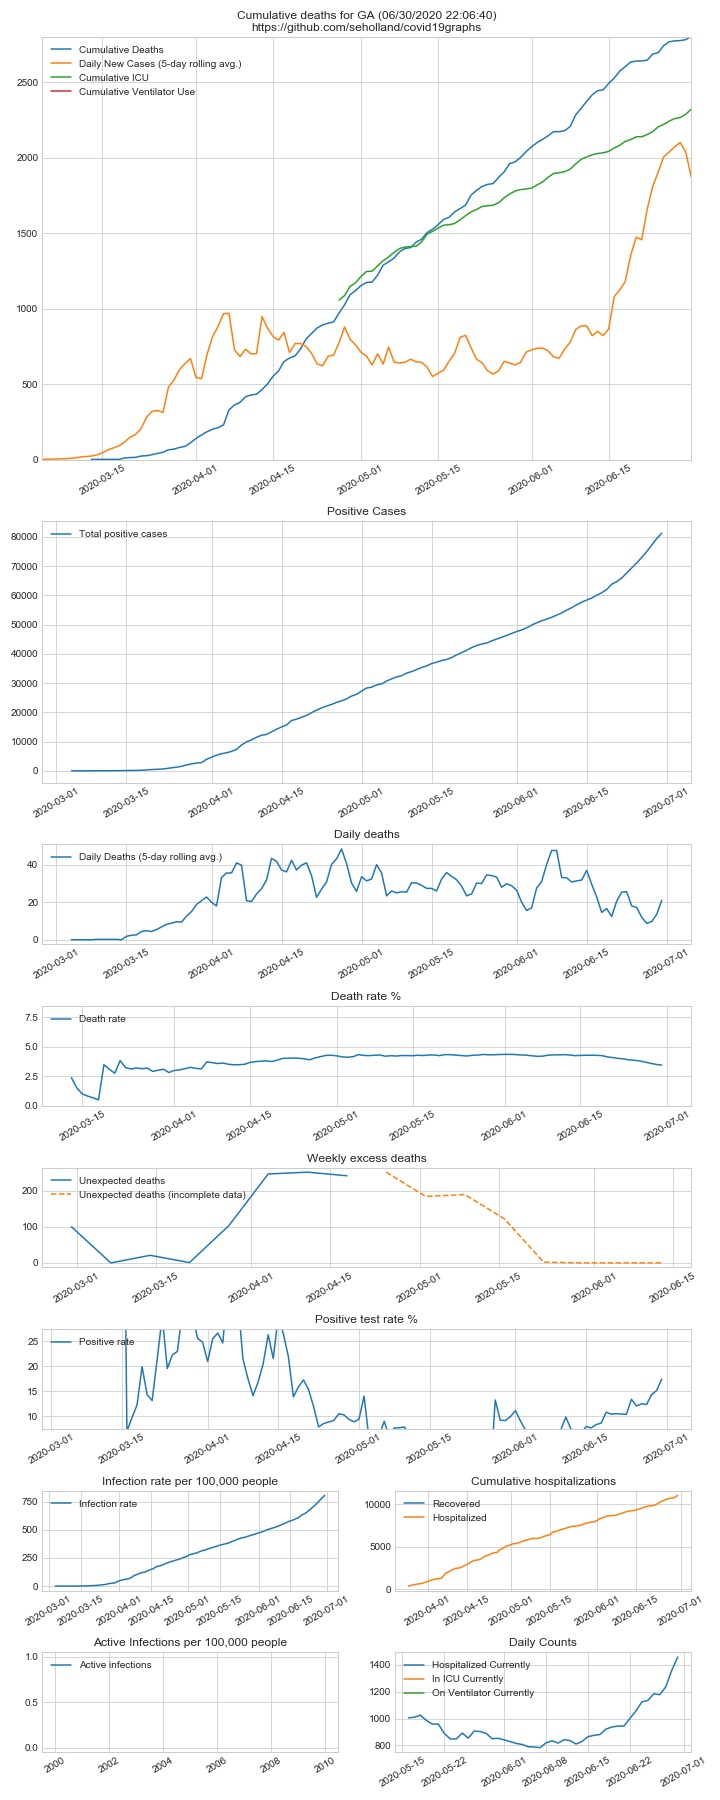 Cumulative deaths for GA (06/30/2020 22:06:40)
https://github.com/seholland/covid19graphs
Cumulative Deaths
Daily New Cases (5-day rolling avg.)
Cumulative ICU
Cumulative Ventilator Use
2500
2000
1500
1000
500
0
2020-03-15 2020-04-01 2020-04-15 2020-05-01 2020-05-15 2020-06-01 2020-06-15
Positive Cases
Total positive cases
80000
70000
60000
50000
40000
30000
20000
10000
0
2020-03-01 2020-03-15 2020-04-01 2020-04-15 2020-05-01 2020-05-15 2020-06-01 2020-06-15 2020-07-01
Daily deaths
Daily Deaths (5-day rolling avg.)
40
20
0
2020-03-01 2020-03-15 2020-04-01 2020-04-15 2020-05-01 2020-05-15 2020-06-01 2020-06-15 2020-07-01
Death rate %
Death rate
7.5
5.0
2.5
0.0
2020-03-15 2020-04-01 2020-04-15 2020-05-01 2020-05-15 2020-06-01 2020-06-15 2020-07-01
Weekly excess deaths
Unexpected deaths
Unexpected deaths (incomplete data)
200
100
0
2020-03-01 2020-03-15 2020-04-01 2020-04-15 2020-05-01 2020-05-15 2020-06-01 2020-06-15
Positive test rate %
Positive rate
25
20
15
10
2020-03-01 2020-03-15 2020-04-01 2020-04-15 2020-05-01 2020-05-15 2020-06-01 2020-06-15 2020-07-01
Infection rate per 100,000 people
Infection rate
750
500
250
0
2020-03-01 2020-03-15 2020-04-01 2020-04-15 2020-05-01 2020-05-15 2020-06-01 2020-06-15 2020-07-01
Cumulative hospitalizations
Recovered
Hospitalized
10000
5000
0
2020-04-01 2020-04-15 2020-05-01 2020-05-15 2020-06-01 2020-06-15 2020-07-01
Active Infections per 100,000 people
Active infections
1.0
0.5
0.0
2000 2002 2004 2006 2008 2010
Daily Counts
Hospitalized Currently
In ICU Currently
On Ventilator Currently
1400
1200
1000
800
2020-05-15 2020-05-22 2020-06-01 2020-06-08 2020-06-15 2020-06-22 2020-07-01